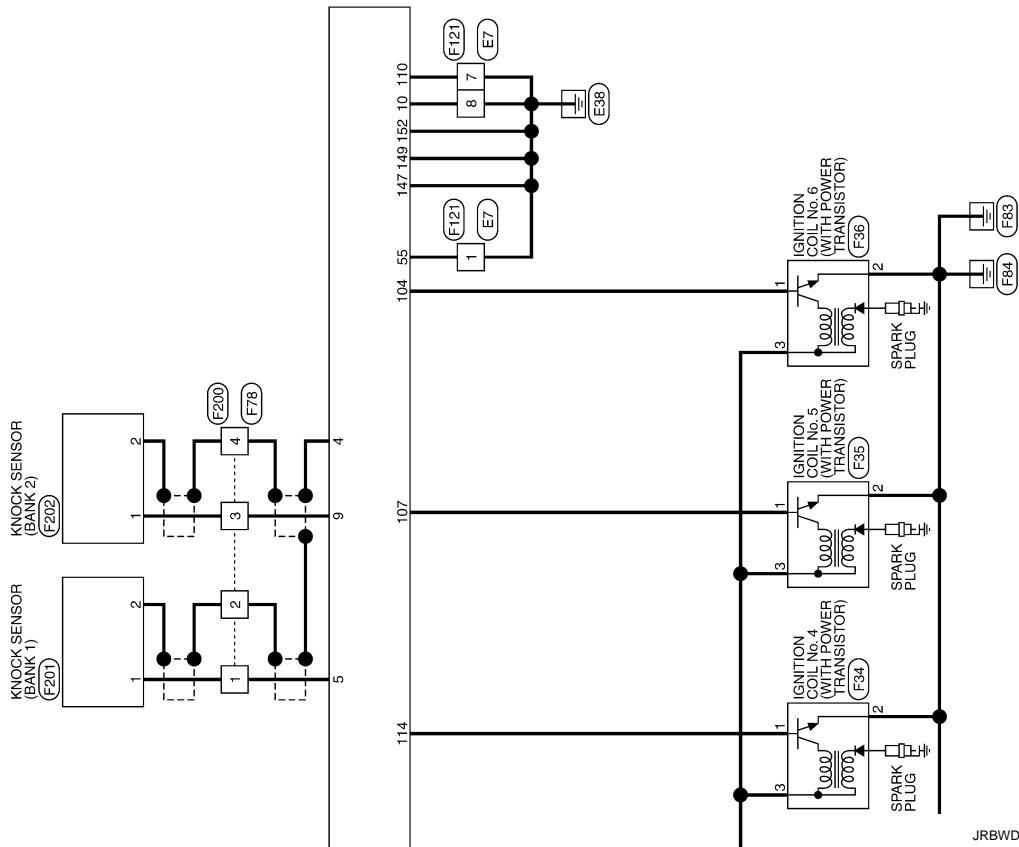 KNOCK SENSOR
(BANK 2)
F202
2
1
KNOCK SENSOR
(BANK 1)
F201
2
1
F200
F78
4
3
2
1
4
9
5
110
10
152
149
147
55
104
107
114
F121
E7
7
8
E38
F121
E7
1
IGNITION
COIL No. 6
(WITH POWER
TRANSISTOR)
F36
1
2
3
SPARK
PLUG
F83
F84
IGNITION
COIL No. 5
(WITH POWER
TRANSISTOR)
F35
1
2
3
SPARK
PLUG
IGNITION
COIL No. 4
(WITH POWER
TRANSISTOR)
F34
1
2
3
SPARK
PLUG
JRBWD